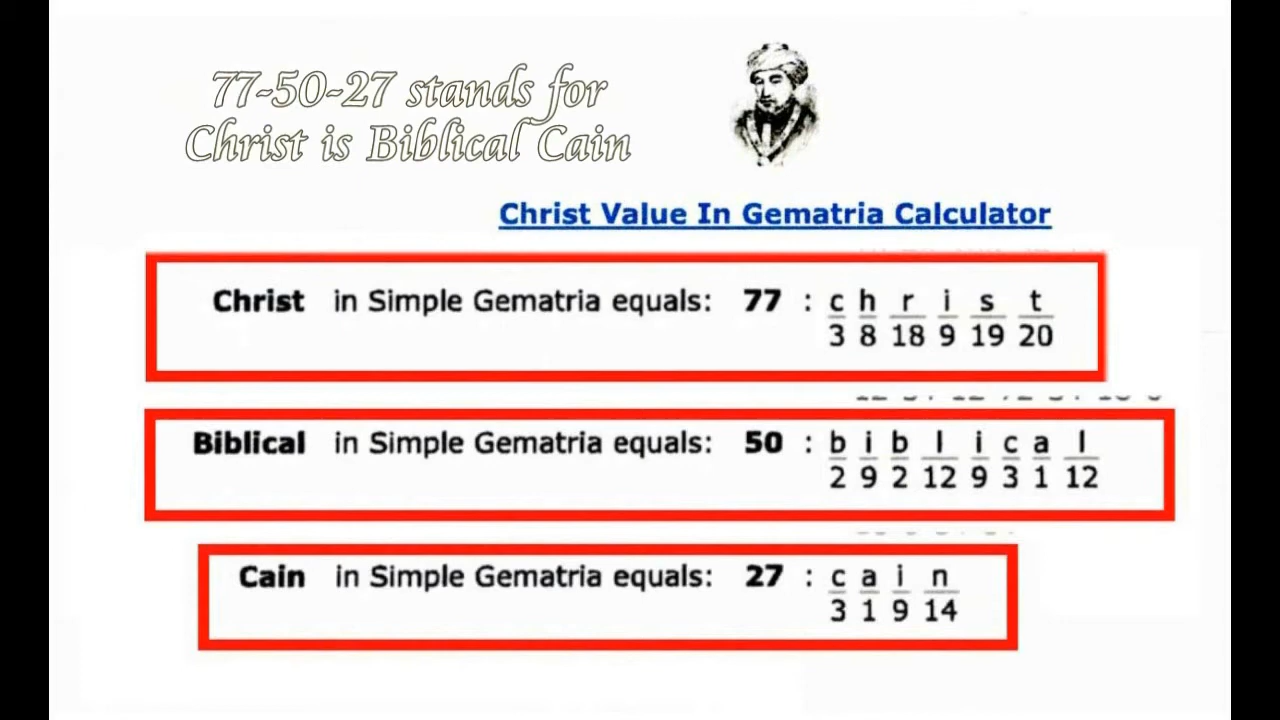 77-50-27 stands for
Christ is Biblical Cain
Christ Value In Gematria Calculator
Christ in Simple Gematria equals: 77 : c h r i s t
3 8 18 9 19 20
Biblical in Simple Gematria equals: 50 : b i b l i c a l
2 9 2 12 9 3 1 12
Cain in Simple Gematria equals: 27 : c a i n
3 1 9 14